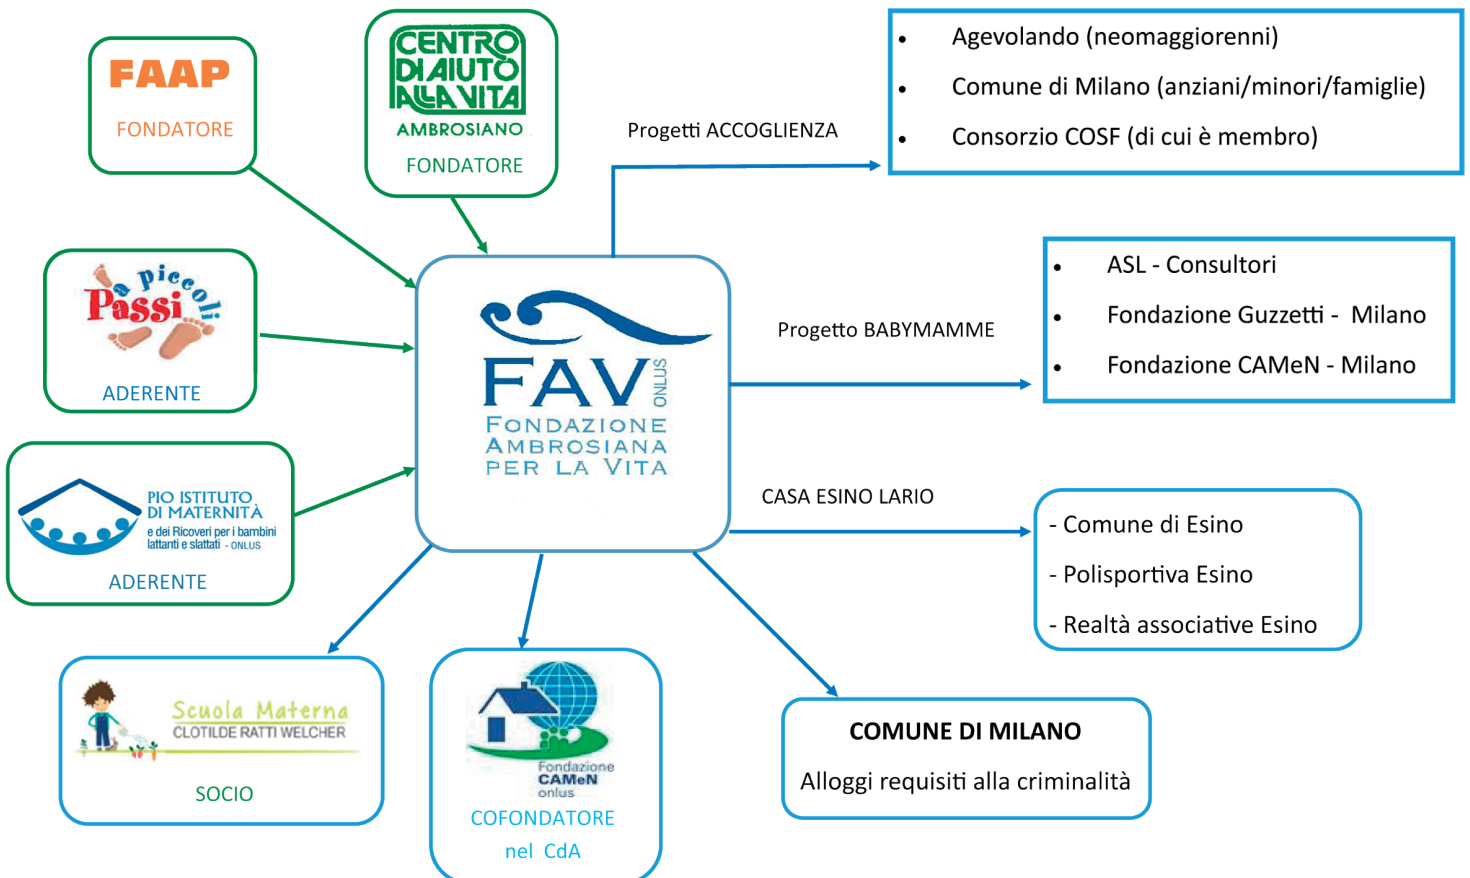 FAAP
FONDATORE
CENTRO
DI AIUTO
ALLA VITA
AMBROSIANO
FONDATORE
Progetti ACCOGLIENZA
• Agevolando (neomaggiorenni)
• Comune di Milano (anziani/minori/famiglie)
• Consorzio COSF (di cui è membro)
a piccoli
Passi
ADERENTE
FAV
ONLUS
FONDAZIONE
AMBROSIANA
PER LA VITA
Progetto BABYMAMME
• ASL - Consultori
• Fondazione Guzzetti - Milano
• Fondazione CAMeN - Milano
PIO ISTITUTO
DI MATERNITÀ
e dei Ricoveri per i bambini
lattanti e slattati - ONLUS
ADERENTE
CASA ESINO LARIO
- Comune di Esino
- Polisportiva Esino
- Realtà associative Esino
Scuola Materna
CLOTILDE RATTI WELCHER
SOCIO
Fondazione
CAMeN
onlus
COFONDATORE
nel CdA
COMUNE DI MILANO
Alloggi requisiti alla criminalità